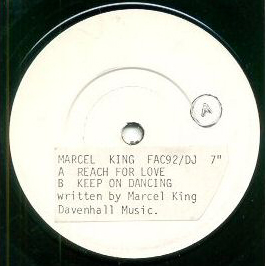 A
MARCEL KING FAC92/DJ 7"
A REACH FOR LOVE
B KEEP ON DANCING
written by Marcel King
Davenhall Music.